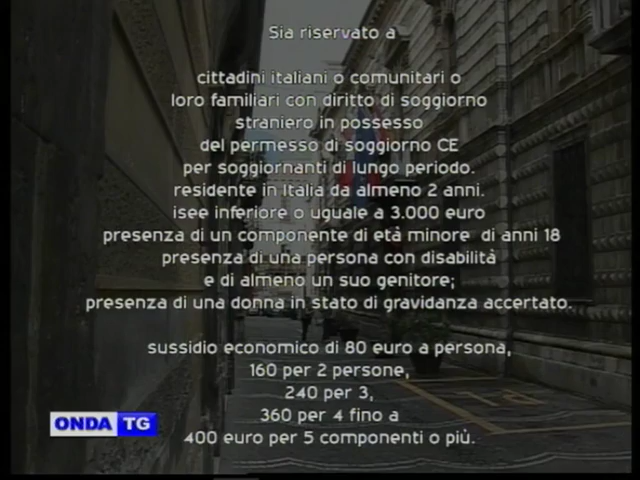 Sia riservato a
cittadini italiani o comunitari o
loro familiari con diritto di soggiorno
straniero in possesso
del permesso di soggiorno CE
per soggiornanti di lungo periodo.
residente in Italia da almeno 2 anni.
isee inferiore o uguale a 3.000 euro
presenza di un componente di età minore di anni 18
presenza di una persona con disabilità
e di almeno un suo genitore;
presenza di una donna in stato di gravidanza accertato.
sussidio economico di 80 euro a persona,
160 per 2 persone,
240 per 3,
360 per 4 fino a
400 euro per 5 componenti o più.
ONDA TG